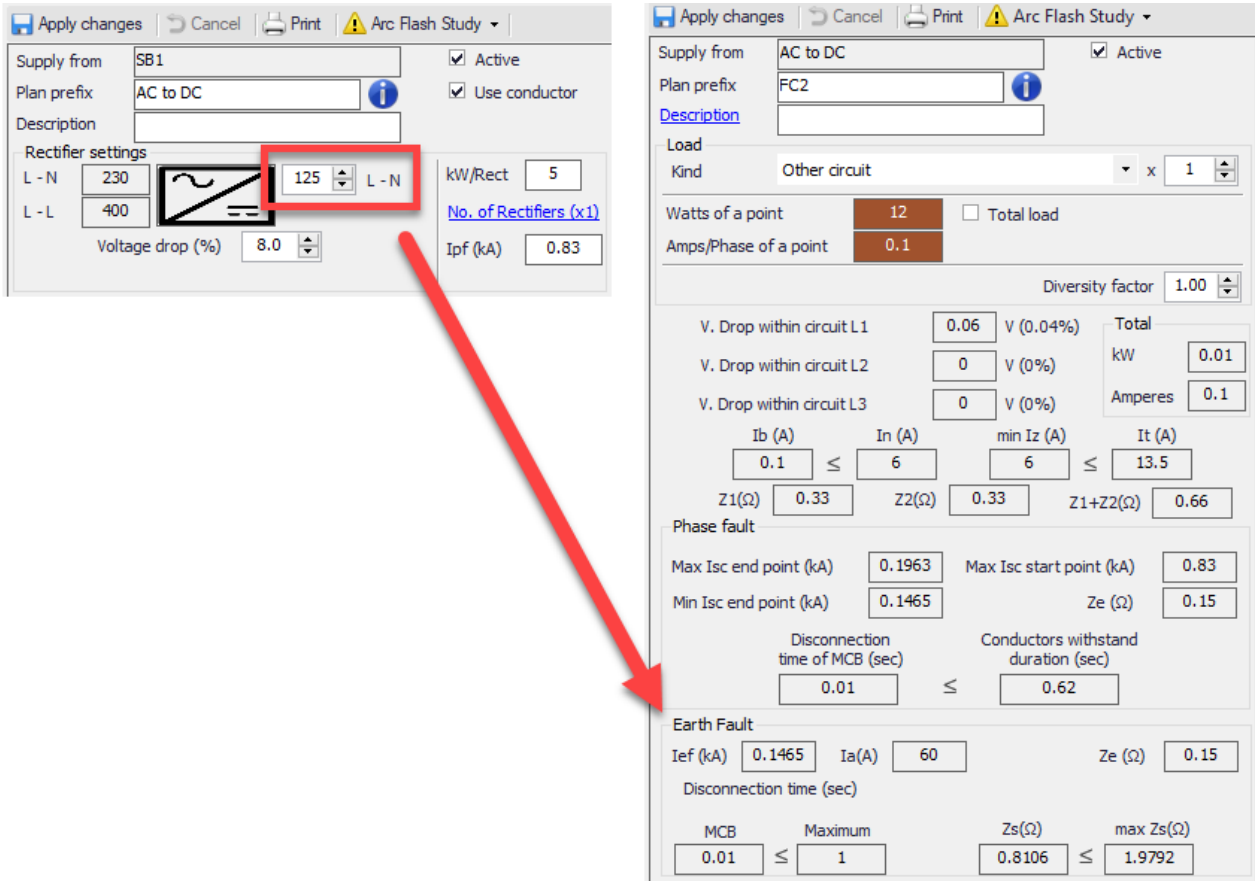 Apply changes Cancel Print Arc Flash Study
Supply from SB1 Active
Plan prefix AC to DC Use conductor
Description
Rectifier settings
L - N 230 125 L - N kW/Rect 5
L - L 400 No. of Rectifiers (x1)
Voltage drop (%) 8.0 Ipf (kA) 0.83
Apply changes Cancel Print Arc Flash Study
Supply from AC to DC Active
Plan prefix FC2
Description
Load
Kind Other circuit x 1
Watts of a point 12 Total load
Amps/Phase of a point 0.1
Diversity factor 1.00
V. Drop within circuit L1 0.06 V (0.04%) Total
V. Drop within circuit L2 0 V (0%) kW 0.01
V. Drop within circuit L3 0 V (0%) Amperes 0.1
Ib (A) In (A) min Iz (A) It (A)
0.1 ≤ 6 6 ≤ 13.5
Z1(Ω) 0.33 Z2(Ω) 0.33 Z1+Z2(Ω) 0.66
Phase fault
Max Isc end point (kA) 0.1963 Max Isc start point (kA) 0.83
Min Isc end point (kA) 0.1465 Ze (Ω) 0.15
Disconnection Conductors withstand
time of MCB (sec) duration (sec)
0.01 ≤ 0.62
Earth Fault
Ief (kA) 0.1465 Ia(A) 60 Ze (Ω) 0.15
Disconnection time (sec)
MCB Maximum Zs(Ω) max Zs(Ω)
0.01 ≤ 1 0.8106 ≤ 1.9792